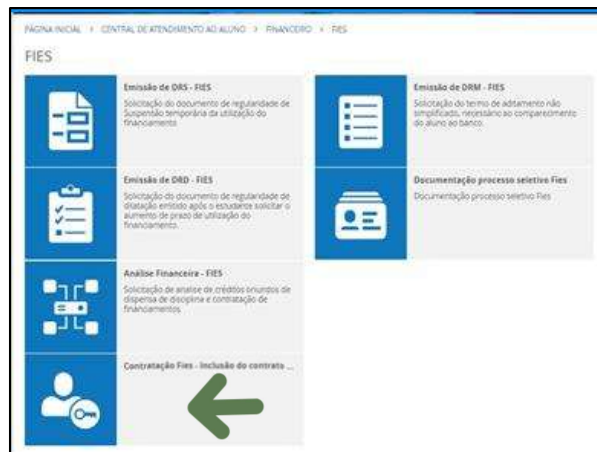 PÁGINA INICIAL > CENTRAL DE ATENDIMENTO AO ALUNO > FINANCEIRO > FIES
FIES
Emissão de DRS - FIES
Solicitação do documento de regularidade de
Suspensão temporária da utilização do
financiamento
Emissão de DRM - FIES
Solicitação do termo de aditamento não
simplificado, necessário ao comparecimento
do aluno ao banco.
Emissão de DRD - FIES
Solicitação do documento de regularidade de
dilatação emitido após o estudante solicitar o
aumento de prazo de utilização do
financiamento.
Documentação processo seletivo Fies
Documentação processo seletivo Fies
Análise Financeira - FIES
Solicitação de analise de créditos oriundos de
dispensa de disciplina e contratação de
financiamentos
Contratação Fies - Inclusão do contrato ...